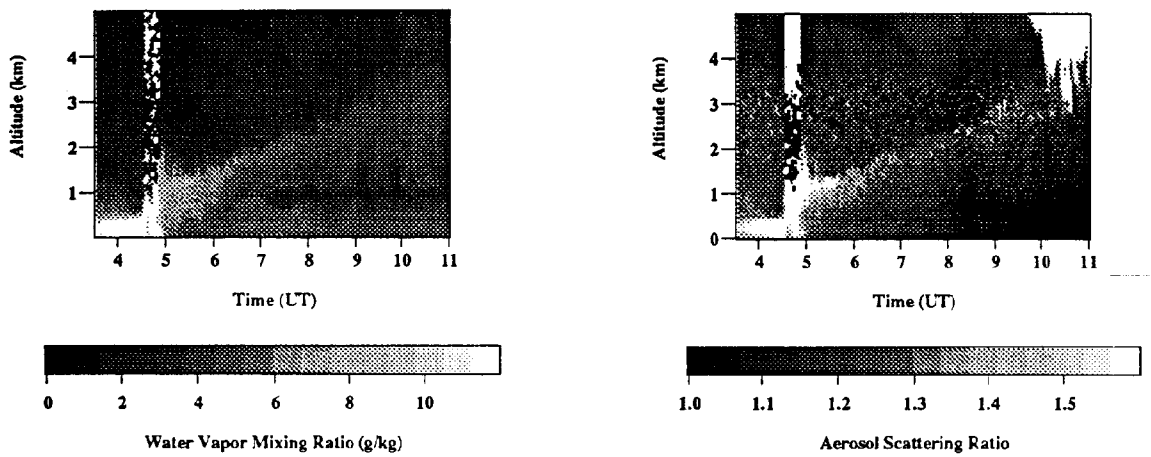 Altitude (km)
4
3
2
1
4 5 6 7 8 9 10 11
Time (UT)
0 2 4 6 8 10
Water Vapor Mixing Ratio (g/kg)
Altitude (km)
4
3
2
1
0
4 5 6 7 8 9 10 11
Time (UT)
1.0 1.1 1.2 1.3 1.4 1.5
Aerosol Scattering Ratio